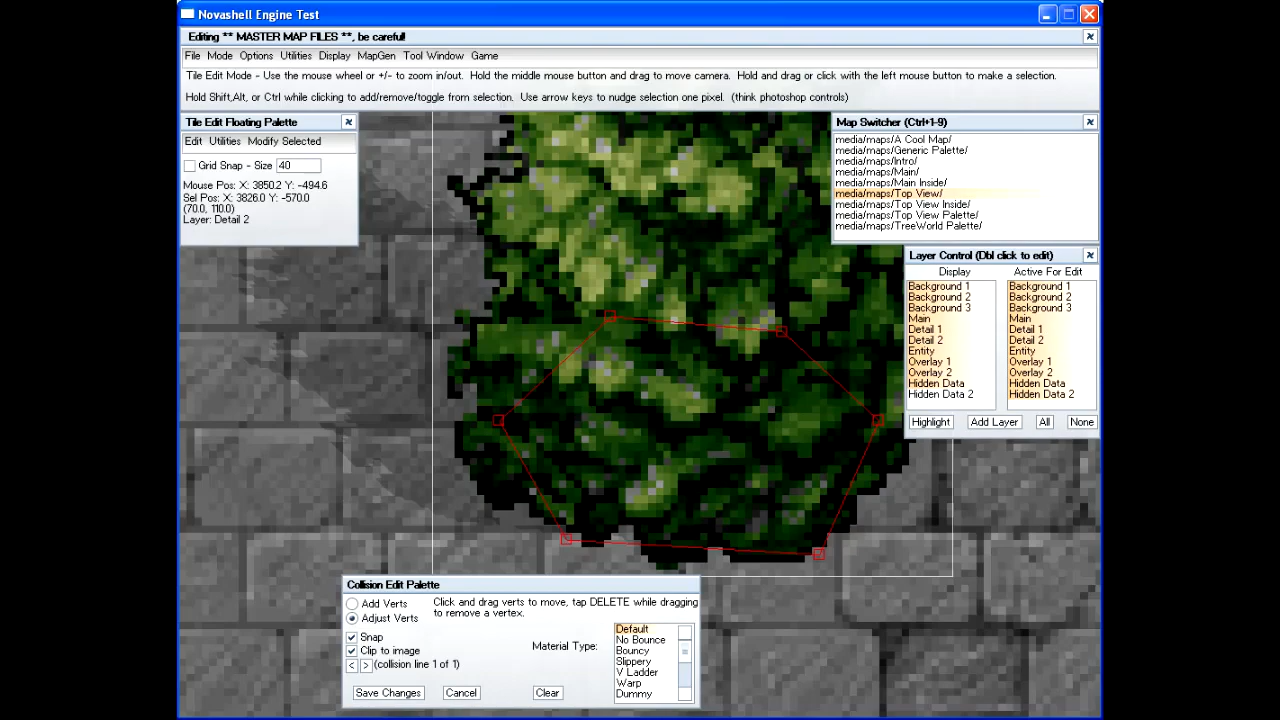 Novashell Engine Test
Editing ** MASTER MAP FILES **, be careful!
File Mode Options Utilities Display MapGen Tool Window Game
Tile Edit Mode - Use the mouse wheel or +/- to zoom in/out. Hold the middle mouse button and drag to move camera. Hold and drag or click with the left mouse button to make a selection.
Hold Shift,Alt, or Ctrl while clicking to add/remove/toggle from selection. Use arrow keys to nudge selection one pixel. (think photoshop controls)
Tile Edit Floating Palette
Edit Utilities Modify Selected
Grid Snap - Size 40
Mouse Pos: X: 3850.2 Y: -494.6
Sel Pos: X: 3826.0 Y: -570.0
(70.0, 110.0)
Layer: Detail 2
Map Switcher (Ctrl+1-9)
media/maps/A Cool Map/
media/maps/Generic Palette/
media/maps/Intro/
media/maps/Main/
media/maps/Main Inside/
media/maps/Top View/
media/maps/Top View Inside/
media/maps/Top View Palette/
media/maps/TreeWorld Palette/
Layer Control (Dbl click to edit)
Display Active For Edit
Background 1 Background 1
Background 2 Background 2
Background 3 Background 3
Main Main
Detail 1 Detail 1
Detail 2 Detail 2
Entity Entity
Overlay 1 Overlay 1
Overlay 2 Overlay 2
Hidden Data Hidden Data
Hidden Data 2 Hidden Data 2
Highlight Add Layer All None
Collision Edit Palette
Add Verts
Adjust Verts
Click and drag verts to move, tap DELETE while dragging
to remove a vertex.
Snap
Clip to image
< > (collision line 1 of 1)
Material Type:
Default
No Bounce
Bouncy
Slippery
V Ladder
Warp
Dummy
Save Changes Cancel Clear